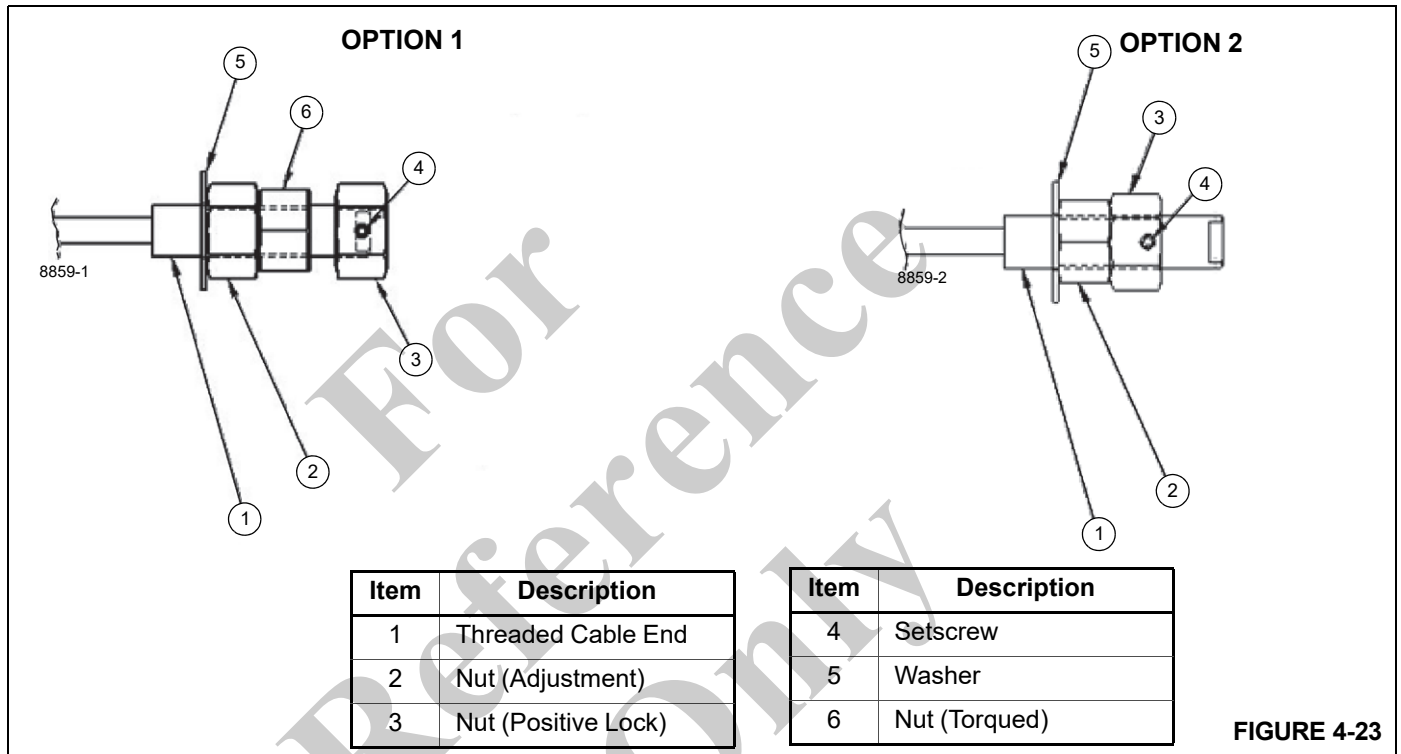 OPTION 1
5
6
4
8859-1
3
2
1
OPTION 2
5
3
4
8859-2
2
1
Item Description
1 Threaded Cable End
2 Nut (Adjustment)
3 Nut (Positive Lock)
Item Description
4 Setscrew
5 Washer
6 Nut (Torqued)
FIGURE 4-23
For
Reference
Only